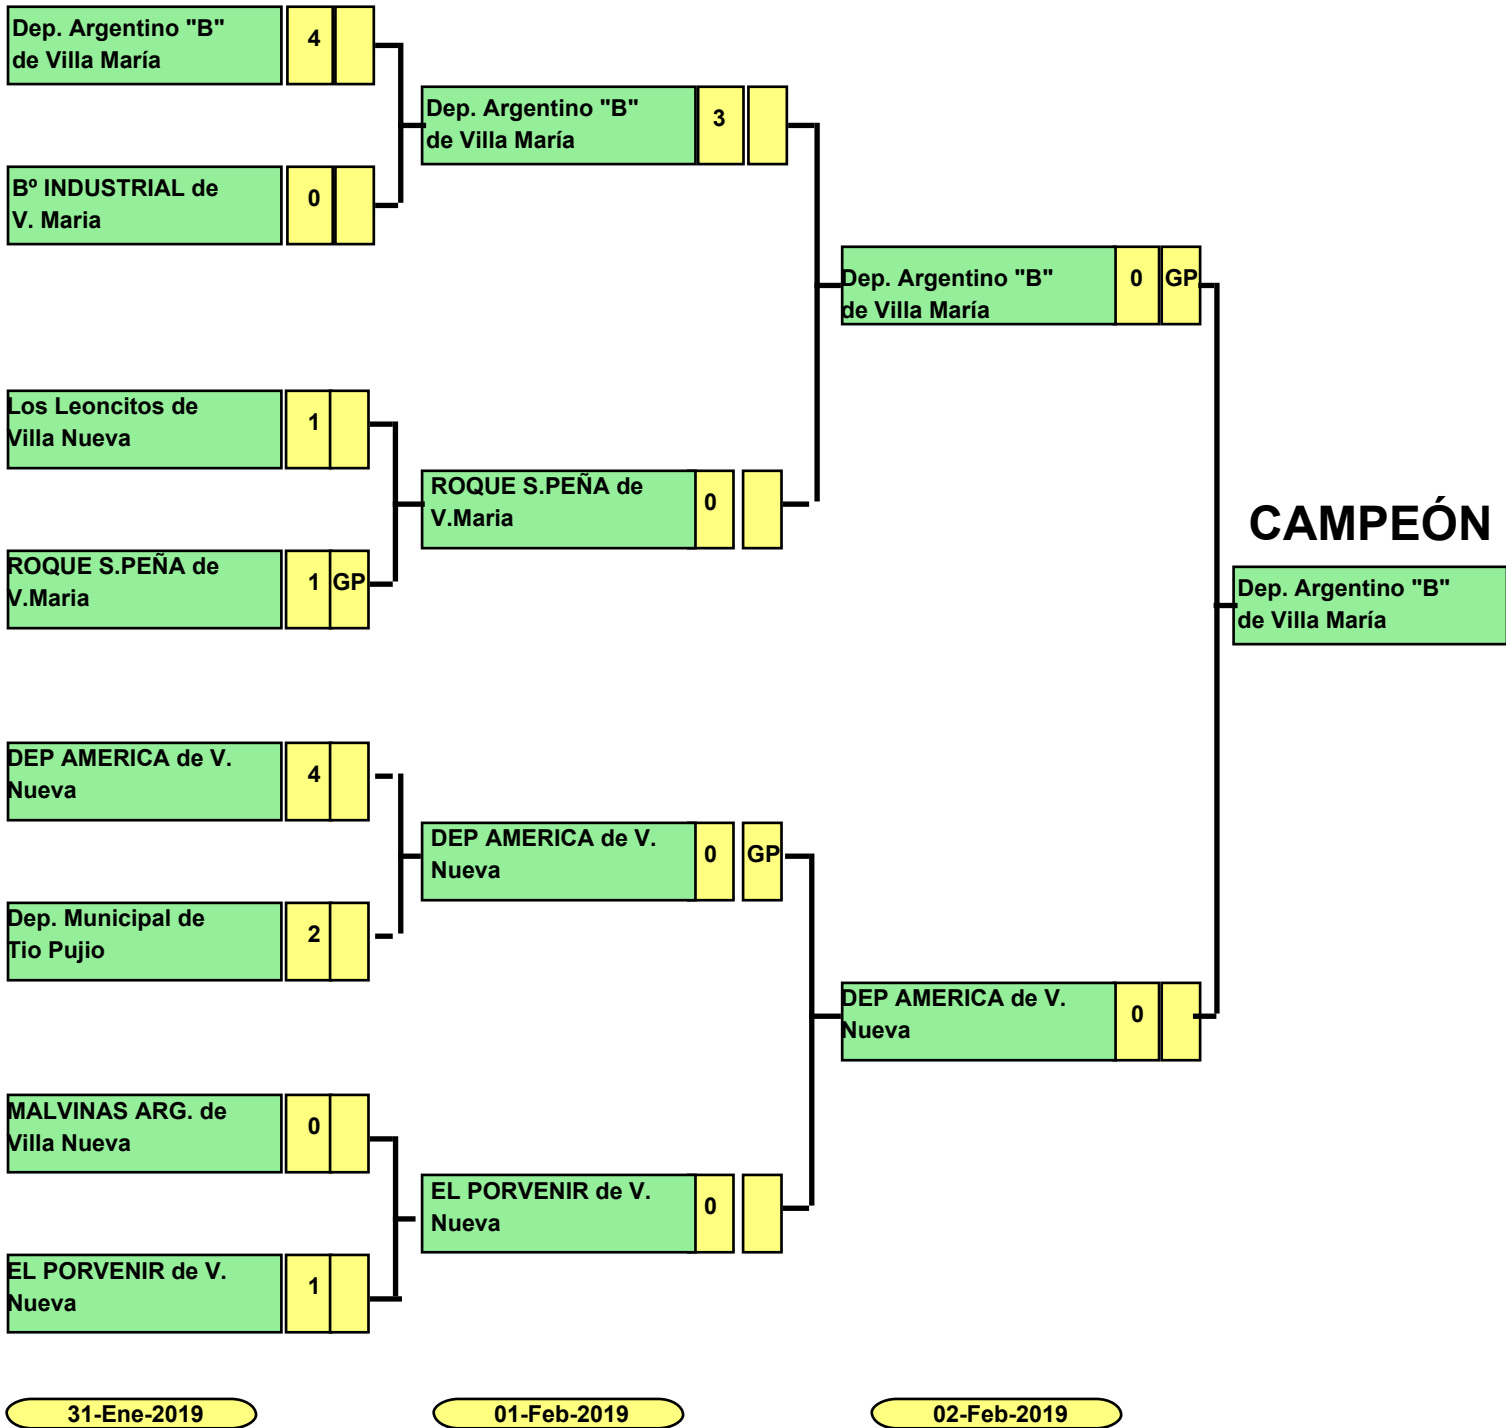 Dep. Argentino "B"
de Villa María
4
Bº INDUSTRIAL de
V. Maria
0
Los Leoncitos de
Villa Nueva
1
ROQUE S.PEÑA de
V.Maria
1 GP
DEP AMERICA de V.
Nueva
4
Dep. Municipal de
Tio Pujio
2
MALVINAS ARG. de
Villa Nueva
0
EL PORVENIR de V.
Nueva
1
31-Ene-2019
Dep. Argentino "B"
de Villa María
3
ROQUE S.PEÑA de
V.Maria
0
DEP AMERICA de V.
Nueva
0 GP
EL PORVENIR de V.
Nueva
0
01-Feb-2019
Dep. Argentino "B"
de Villa María
0 GP
DEP AMERICA de V.
Nueva
0
02-Feb-2019
CAMPEÓN
Dep. Argentino "B"
de Villa María